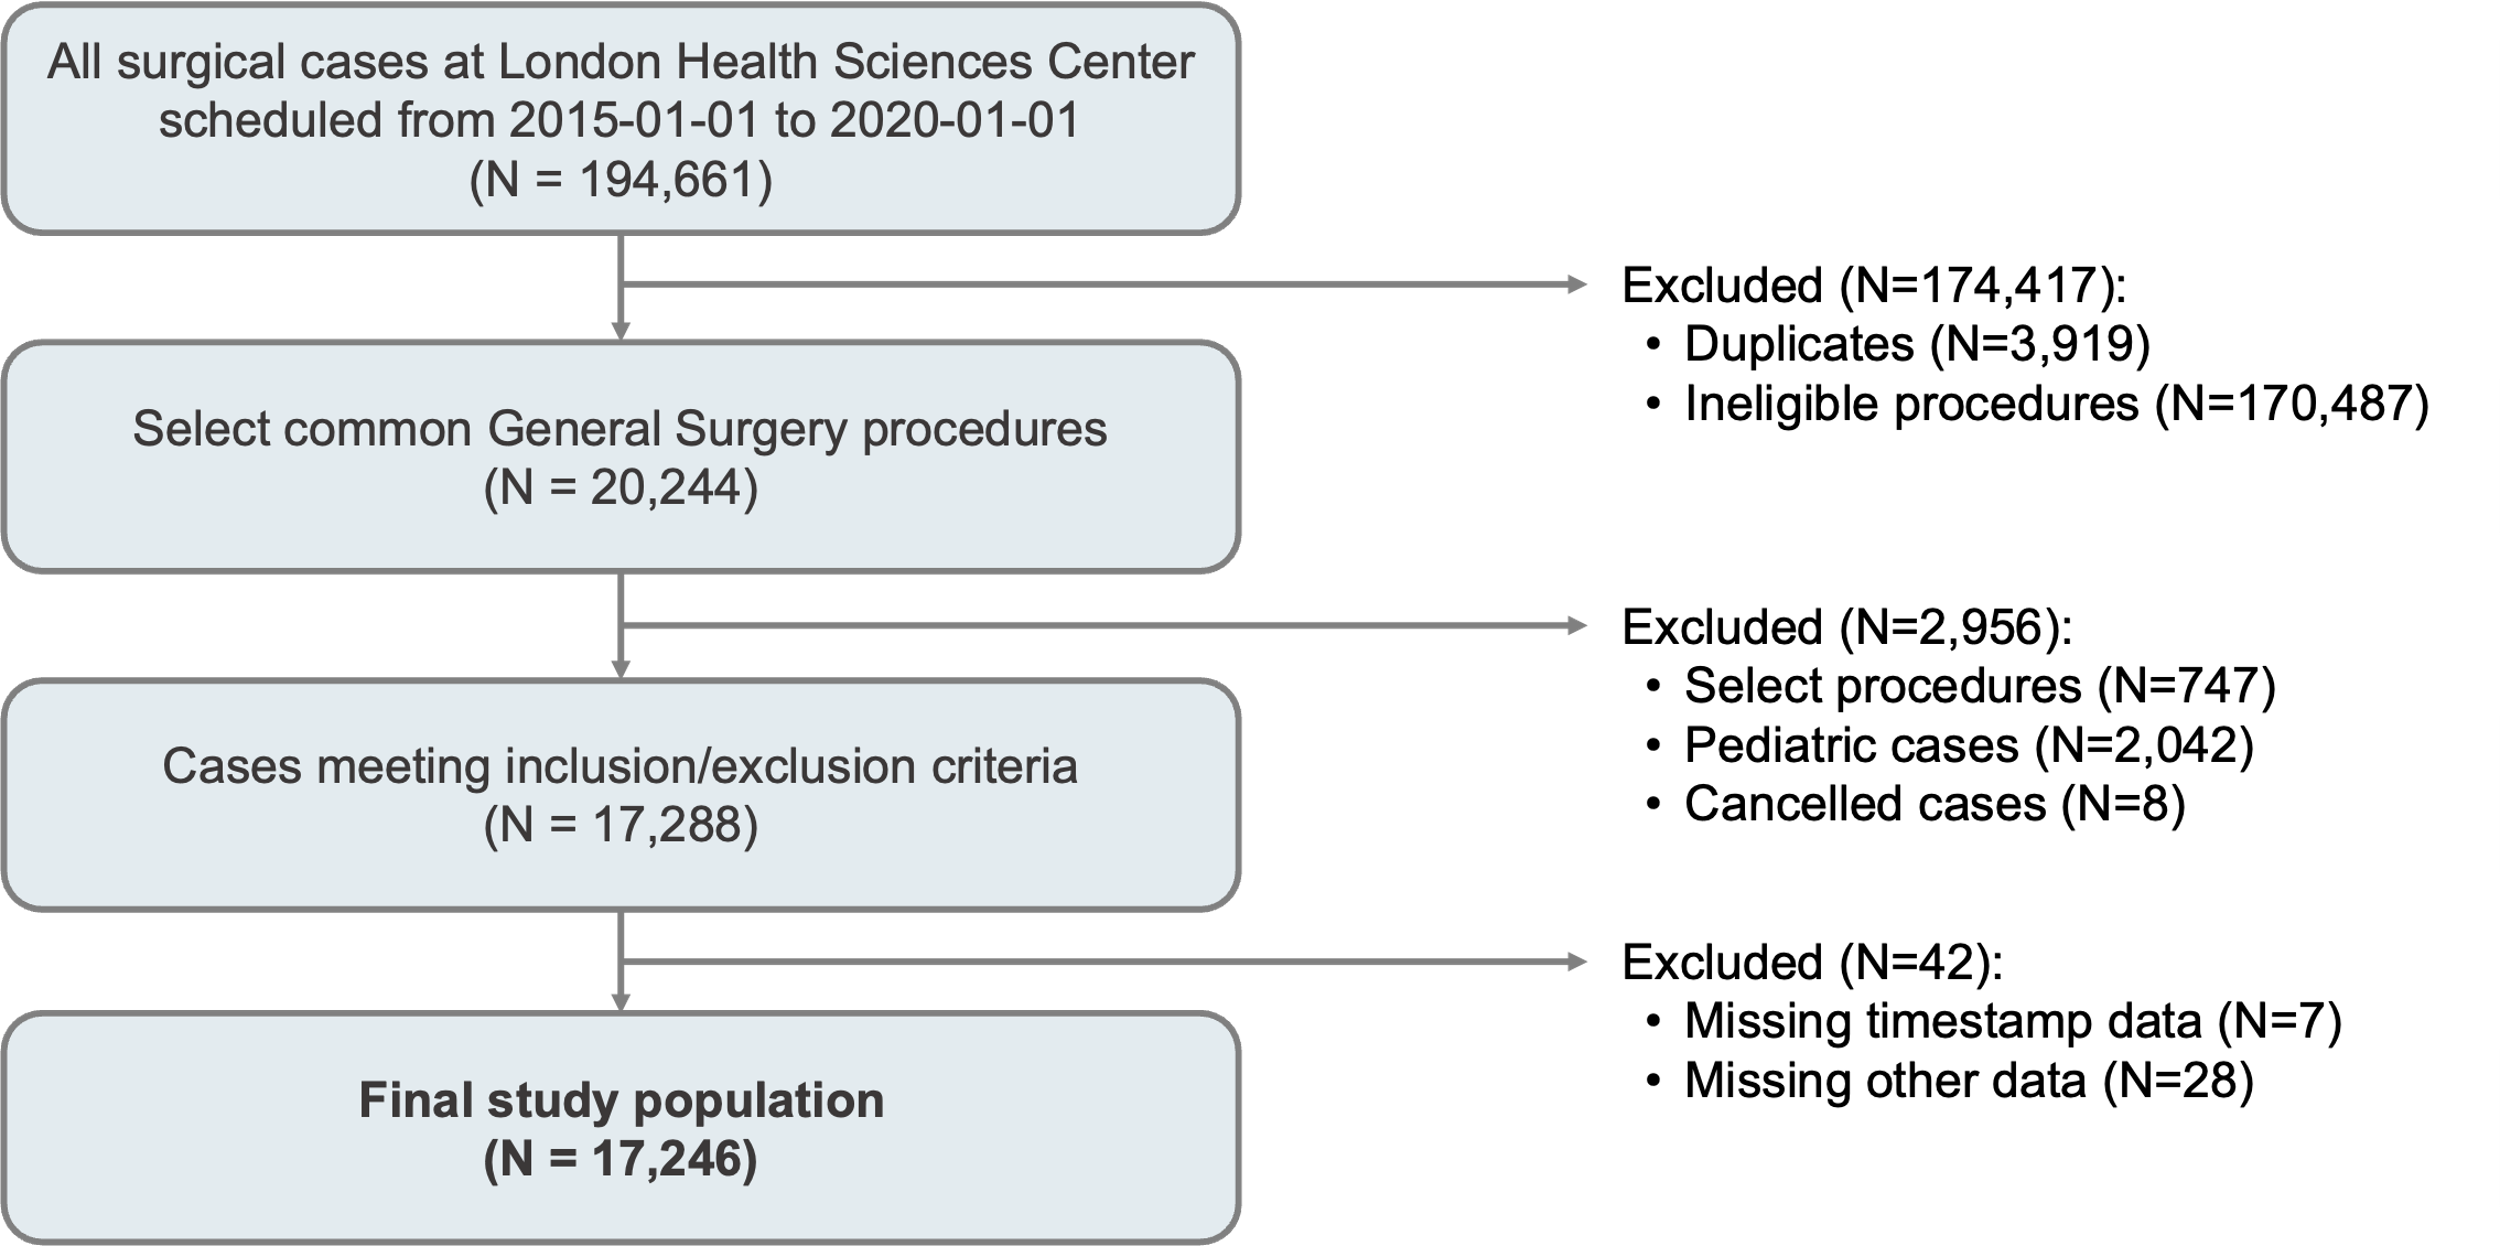 All surgical cases at London Health Sciences Center
scheduled from 2015-01-01 to 2020-01-01
(N = 194,661)
Excluded (N=174,417):
• Duplicates (N=3,919)
• Ineligible procedures (N=170,487)
Select common General Surgery procedures
(N = 20,244)
Excluded (N=2,956):
• Select procedures (N=747)
• Pediatric cases (N=2,042)
• Cancelled cases (N=8)
Cases meeting inclusion/exclusion criteria
(N = 17,288)
Excluded (N=42):
• Missing timestamp data (N=7)
• Missing other data (N=28)
Final study population
(N = 17,246)